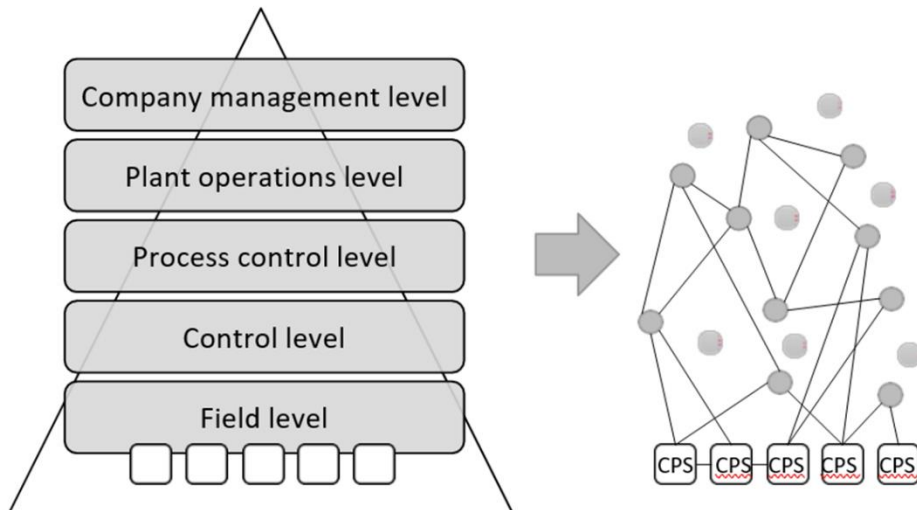 Company management level
Plant operations level
Process control level
Control level
Field level
CPS CPS CPS CPS CPS